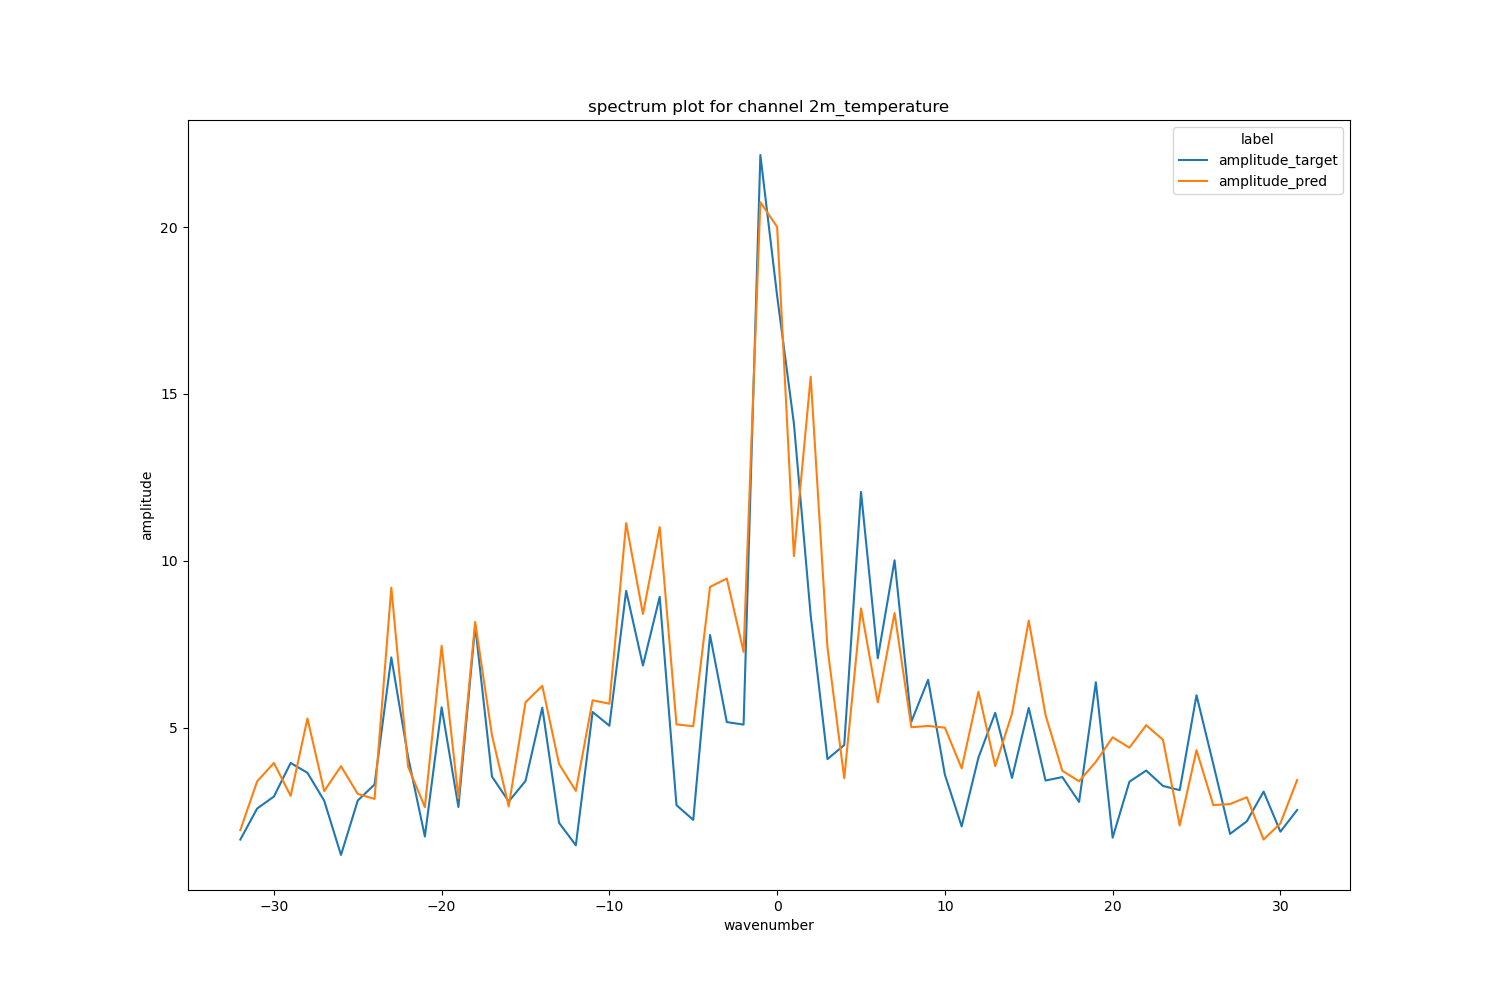 spectrum plot for channel 2m_temperature
label
amplitude_target
amplitude_pred
20
15
10
5
amplitude
−30 −20 −10 0 10 20 30
wavenumber